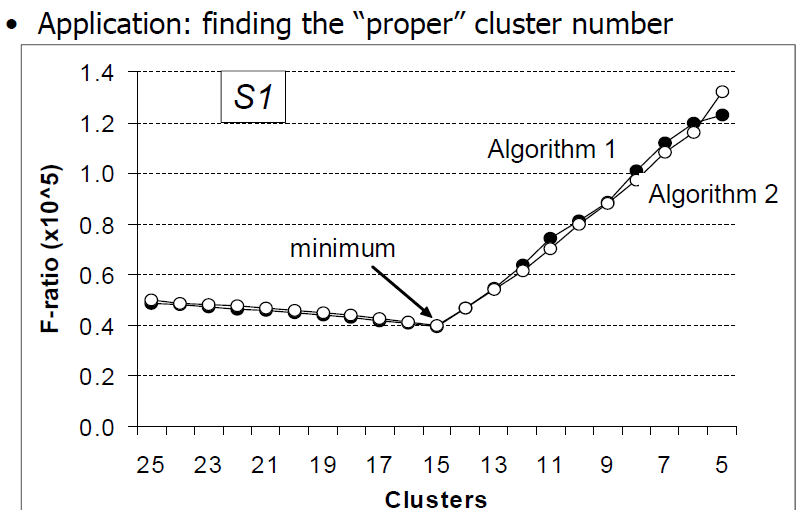 • Application: finding the “proper” cluster number
S1
1.4
1.2
1.0
0.8
0.6
0.4
0.2
0.0
F-ratio (x10^5)
Algorithm 1
Algorithm 2
minimum
25 23 21 19 17 15 13 11 9 7 5
Clusters